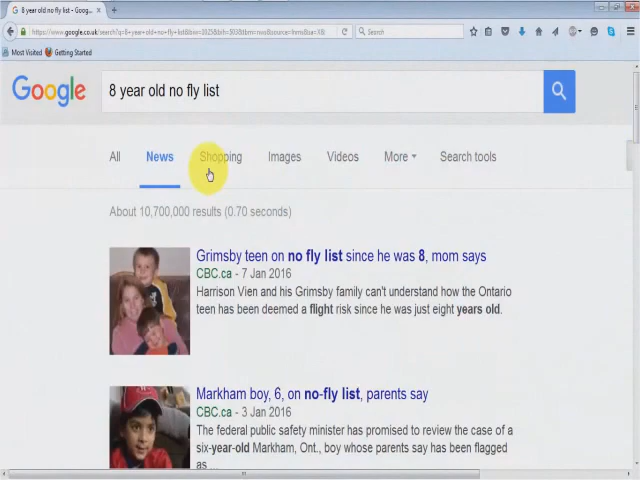 8 year old no fly list - Goog...
Search
Most Visited
Getting Started
Google
8 year old no fly list
All
News
Shopping
Images
Videos
More
Search tools
About 10,700,000 results (0.70 seconds)
Grimsby teen on no fly list since he was 8, mom says
CBC.ca - 7 Jan 2016
Harrison Vien and his Grimsby family can't understand how the Ontario
teen has been deemed a flight risk since he was just eight years old.
Markham boy, 6, on no-fly list, parents say
CBC.ca - 3 Jan 2016
The federal public safety minister has promised to review the case of a
six-year-old Markham, Ont., boy whose parents say has been flagged
as ...